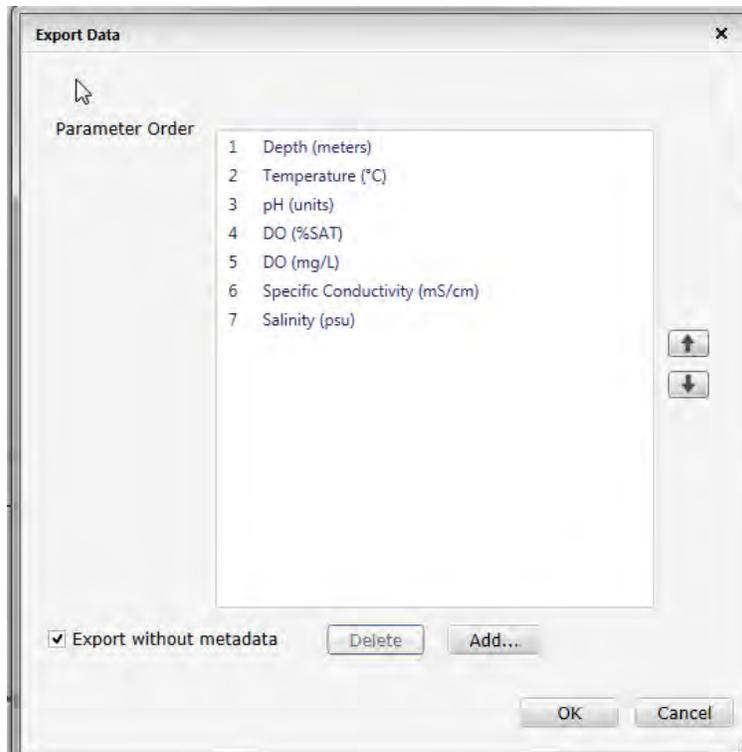 Export Data
Parameter Order
1 Depth (meters)
2 Temperature (°C)
3 pH (units)
4 DO (%SAT)
5 DO (mg/L)
6 Specific Conductivity (mS/cm)
7 Salinity (psu)
Export without metadata Delete Add...
OK Cancel